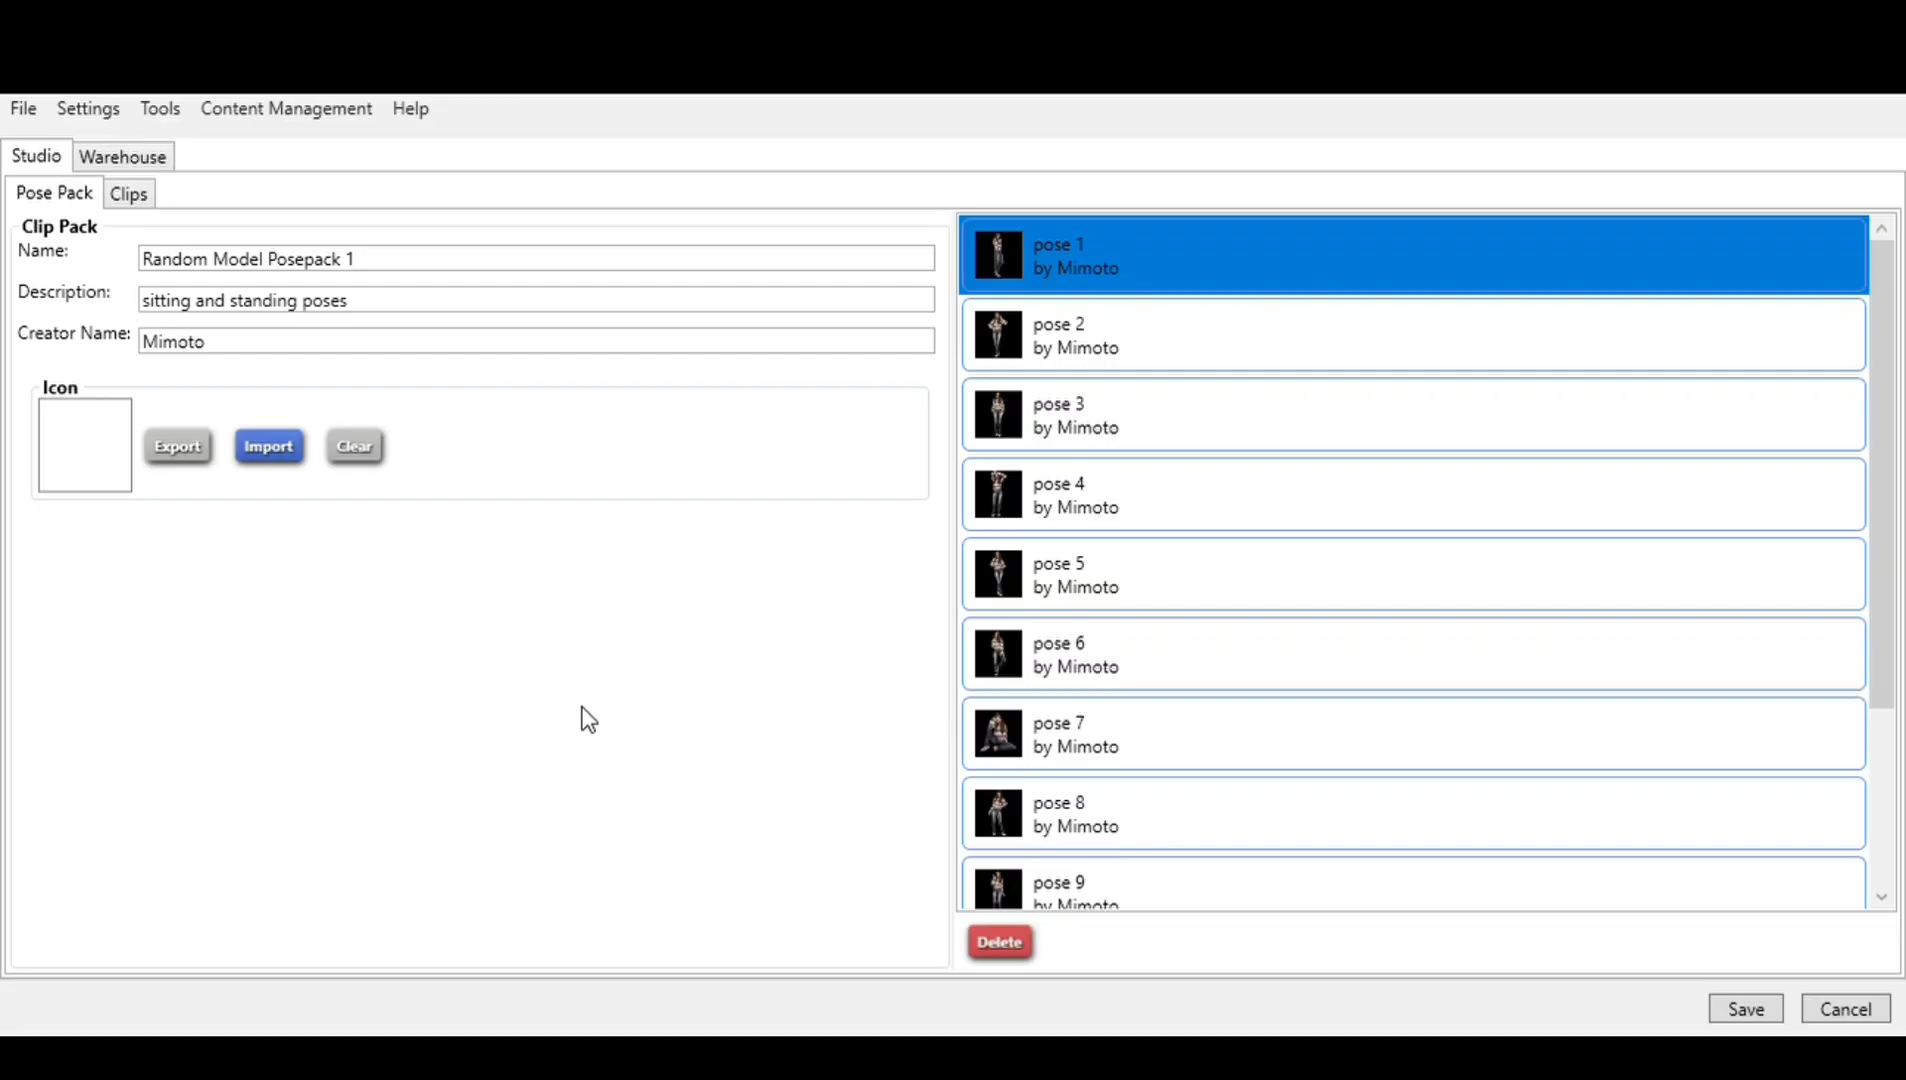 File Settings Tools Content Management Help
Studio Warehouse
Pose Pack Clips
Clip Pack
Name: Random Model Posepack 1
Description: sitting and standing poses
Creator Name: Mimoto
Icon
Export Import Clear
pose 1
by Mimoto
pose 2
by Mimoto
pose 3
by Mimoto
pose 4
by Mimoto
pose 5
by Mimoto
pose 6
by Mimoto
pose 7
by Mimoto
pose 8
by Mimoto
pose 9
by Mimoto
Delete
Save Cancel